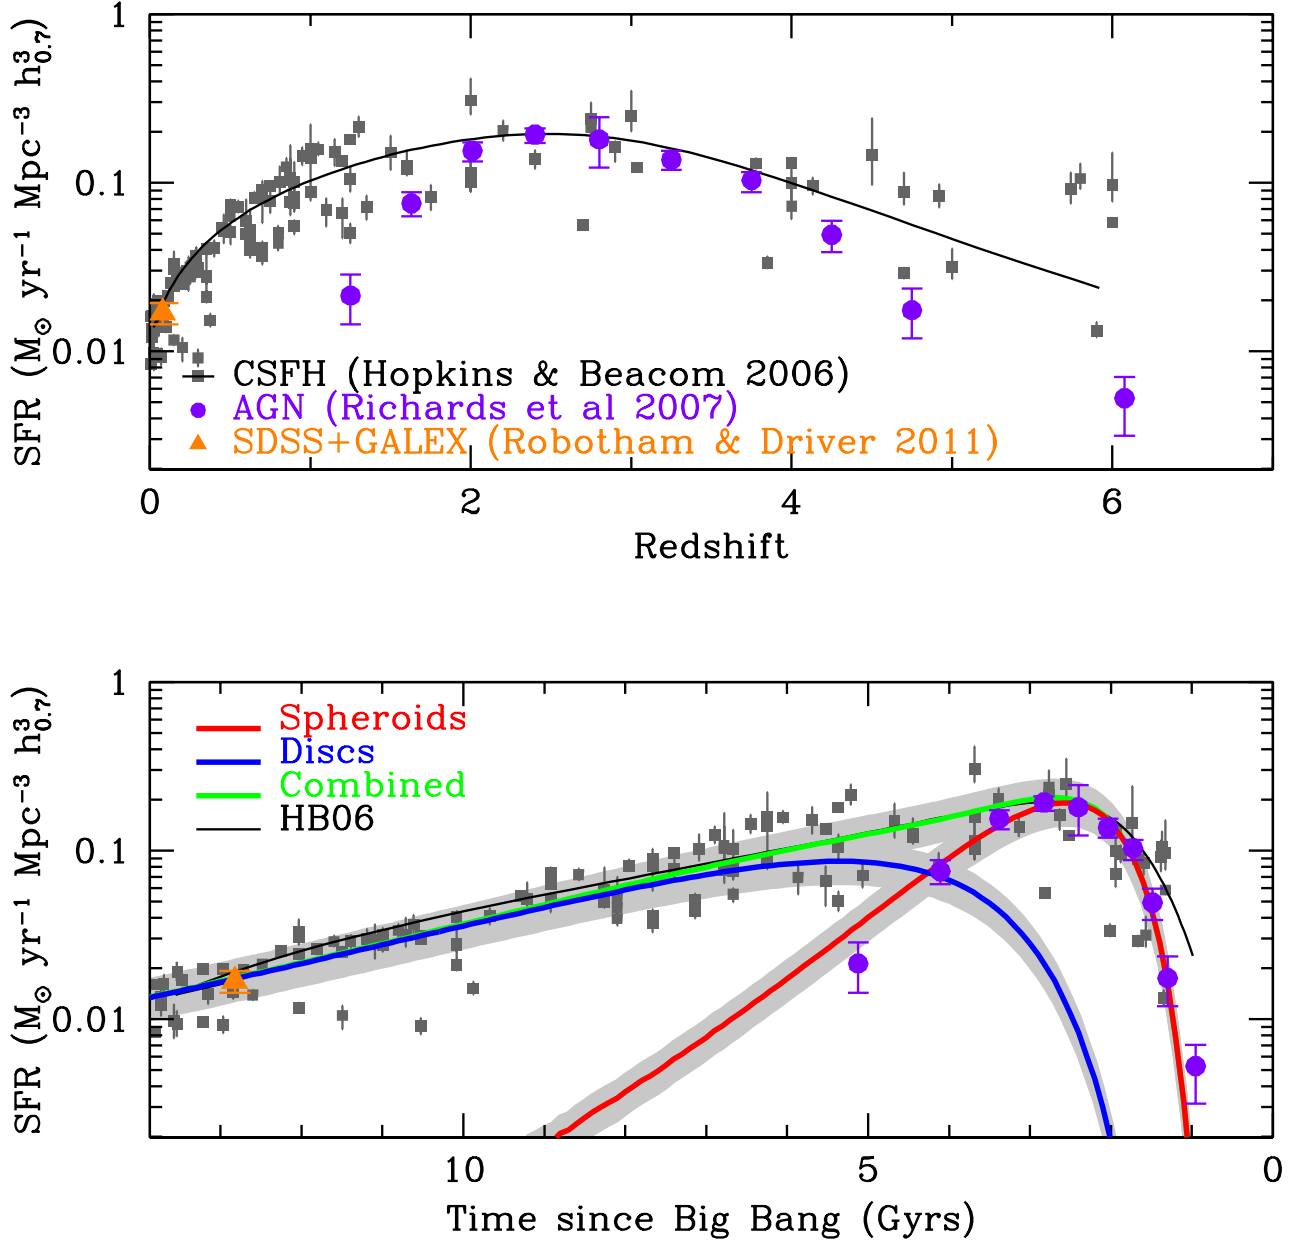 SFR (M⊙ yr⁻¹ Mpc⁻³ h³0.7)
1
0.1
0.01
CSFH (Hopkins & Beacom 2006)
AGN (Richards et al 2007)
SDSS+GALEX (Robotham & Driver 2011)
0 2 4 6
Redshift
SFR (M⊙ yr⁻¹ Mpc⁻³ h³0.7)
1
0.1
0.01
Spheroids
Discs
Combined
HB06
10 5 0
Time since Big Bang (Gyrs)